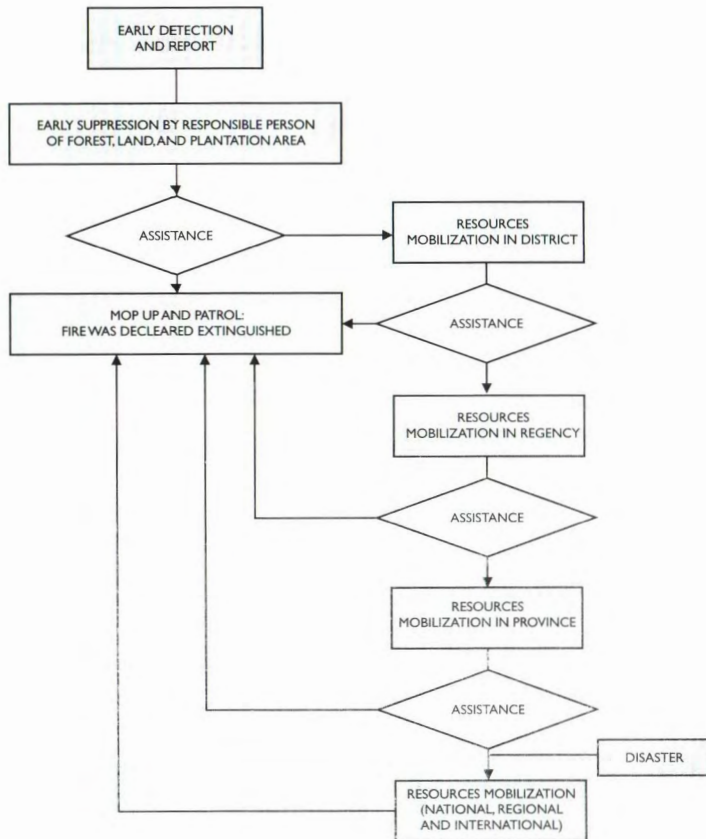 EARLY DETECTION
AND REPORT
EARLY SUPPRESSION BY RESPONSIBLE PERSON
OF FOREST, LAND, AND PLANTATION AREA
ASSISTANCE
RESOURCES
MOBILIZATION IN DISTRICT
MOP UP AND PATROL:
FIRE WAS DECLEARED EXTINGUISHED
ASSISTANCE
RESOURCES
MOBILIZATION IN REGENCY
ASSISTANCE
RESOURCES
MOBILIZATION IN PROVINCE
ASSISTANCE
DISASTER
RESOURCES MOBILIZATION
(NATIONAL, REGIONAL
AND INTERNATIONAL)